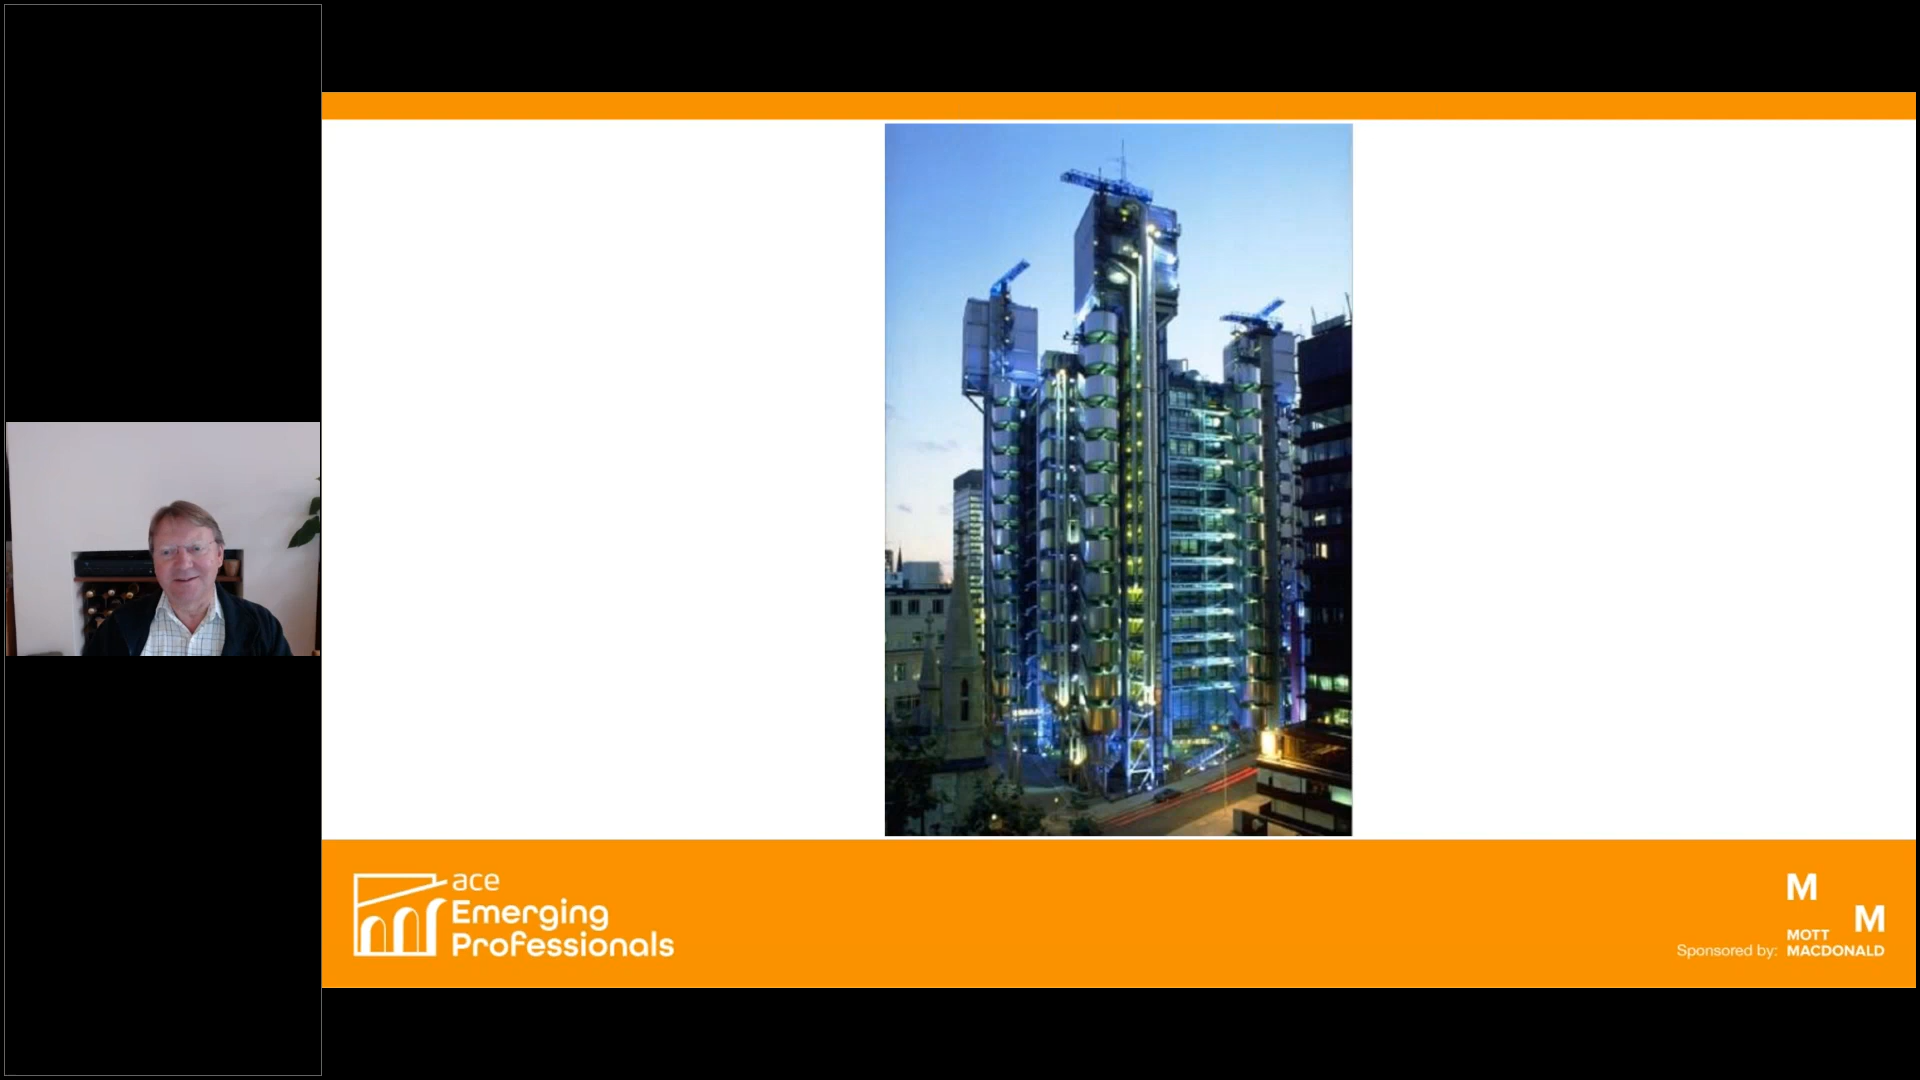 ace
Emerging
Professionals
M
M
MOTT
Sponsored by: MACDONALD